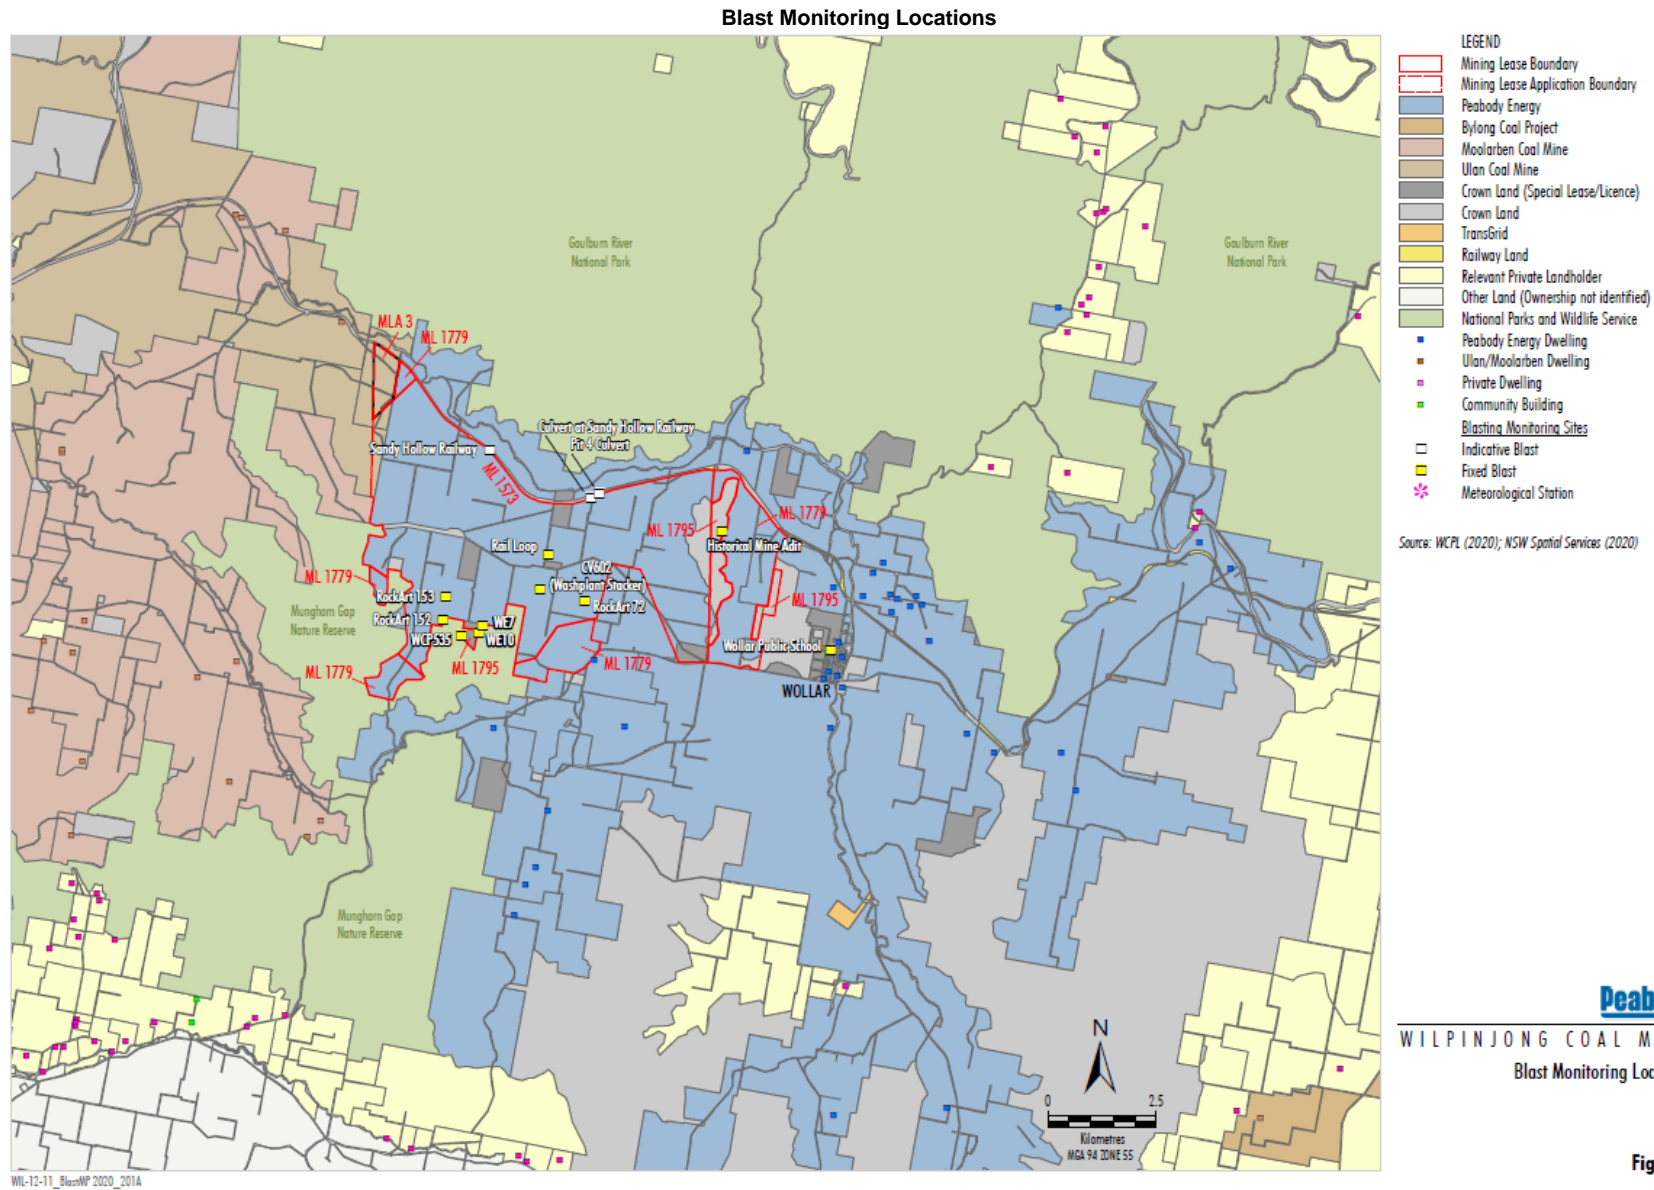 Blast Monitoring Locations
LEGEND
Mining Lease Boundary
Mining Lease Application Boundary
Peabody Energy
Bylong Coal Project
Moolarben Coal Mine
Ulan Coal Mine
Crown Land (Special Lease/Licence)
Crown Land
TransGrid
Railway Land
Relevant Private Landholder
Other Land (Ownership not identified)
National Parks and Wildlife Service
Peabody Energy Dwelling
Ulan/Moolarben Dwelling
Private Dwelling
Community Building
Blasting Monitoring Sites
Indicative Blast
Fixed Blast
Meteorological Station
Source: WCPL (2020); NSW Spatial Services (2020)
Goulburn River
National Park
Goulburn River
National Park
MLA 3
ML 1779
Culvert at Sandy Hollow Railway
Pit 4 Culvert
Sandy Hollow Railway
ML 1573
ML 1795
ML 1779
Historical Mine Adit
Rail Loop
CV602
(Washplant Stacker)
RockArt 72
ML 1779
RockArt 153
RockArt 152
Munghorn Gap
Nature Reserve
WE7
WE10
WCP535
ML 1795
ML 1779
ML 1779
ML 1795
Wollar Public School
WOLLAR
Munghorn Gap
Nature Reserve
N
0 2.5
Kilometres
MGA 94 ZONE 55
Peab
WILPINJONG COAL M
Blast Monitoring Loc
Fig
WIL-12-11_BlastMP 2020_201A